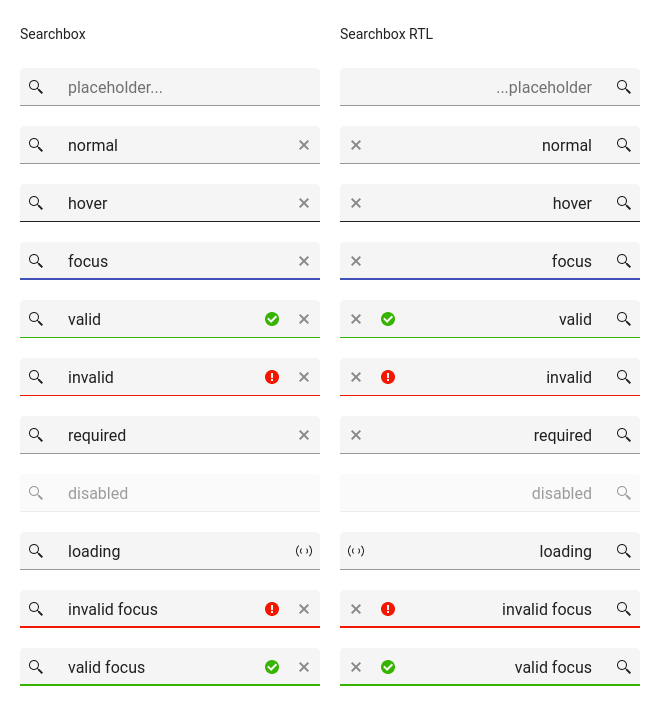 Searchbox
placeholder...
normal
hover
focus
valid
invalid
required
disabled
loading
invalid focus
valid focus
Searchbox RTL
...placeholder
normal
hover
focus
valid
invalid
required
disabled
loading
invalid focus
valid focus